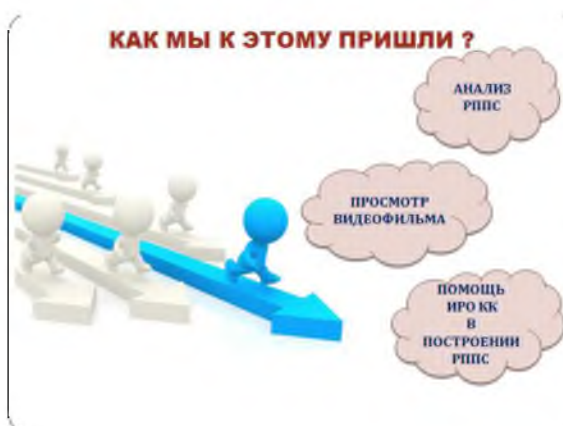 КАК МЫ К ЭТОМУ ПРИШЛИ ?
АНАЛИЗ
РППС
ПРОСМОТР
ВИДЕОФИЛЬМА
ПОМОЩЬ
ИРО КК
В
ПОСТРОЕНИИ
РППС